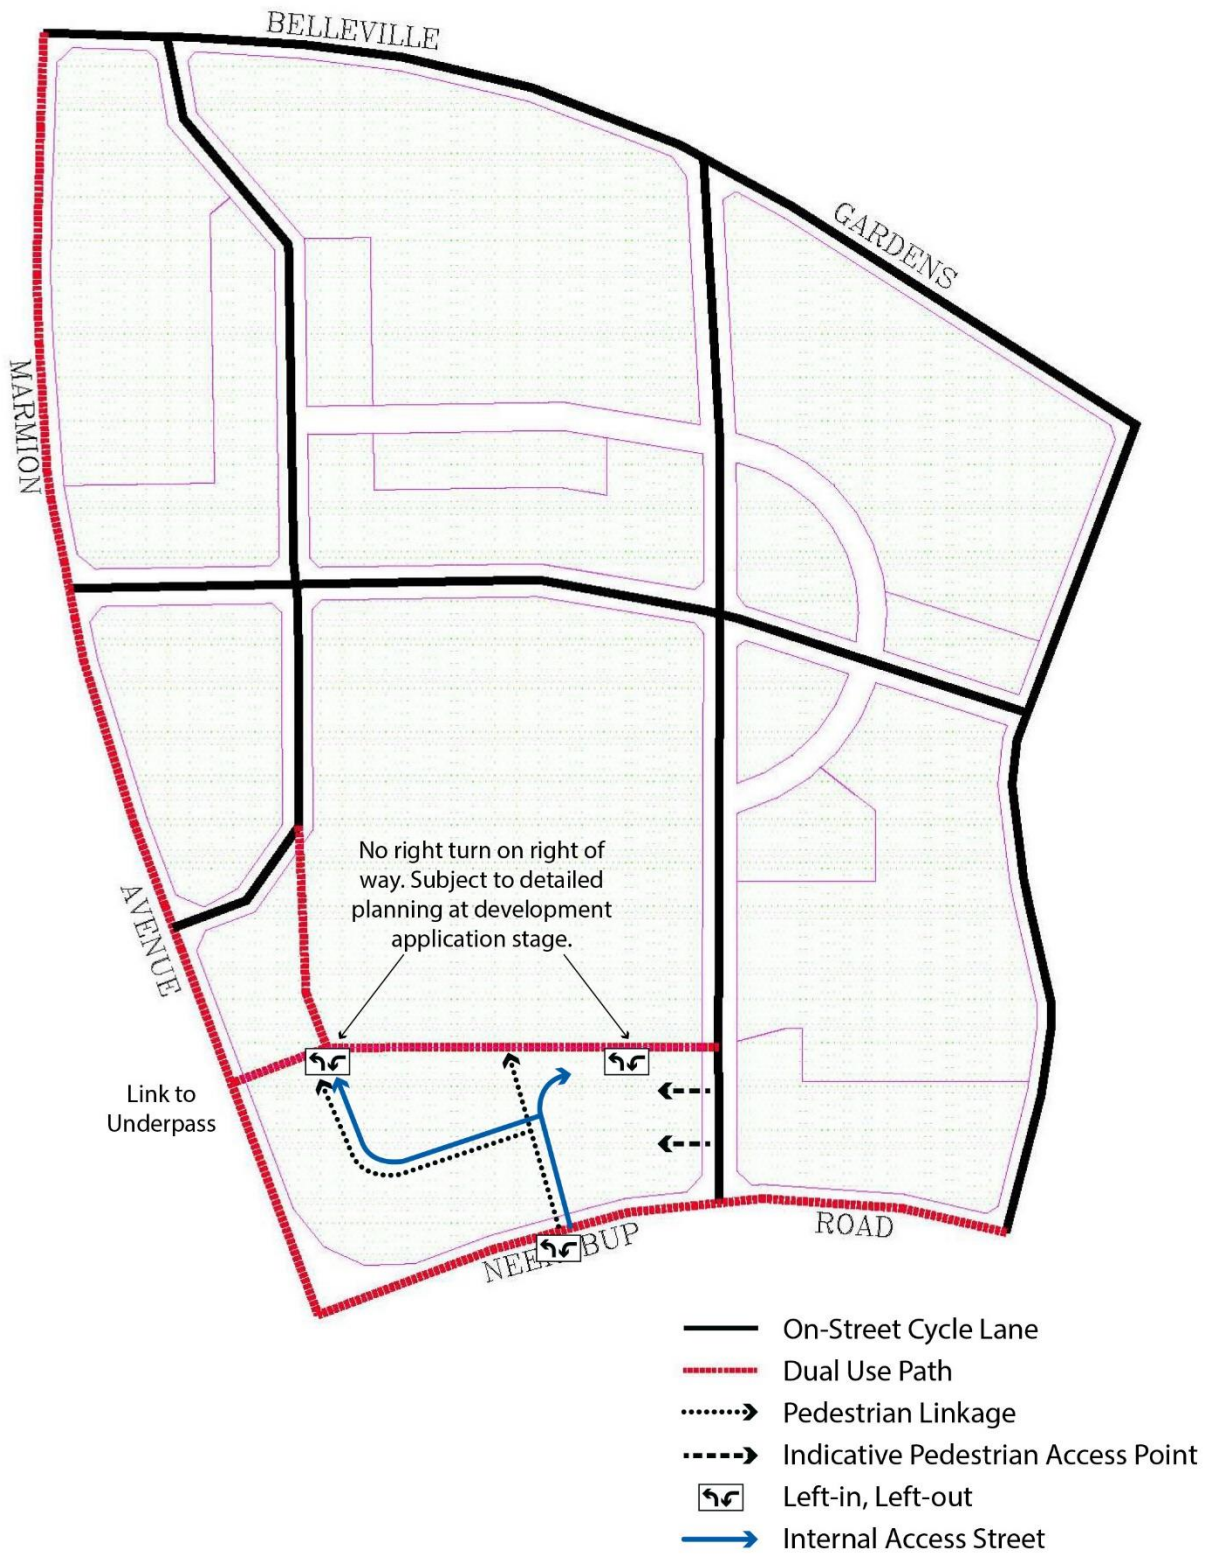 BELLEVILLE
GARDENS
MARMION
No right turn on right of
way. Subject to detailed
planning at development
application stage.
AVENUE
Link to
Underpass
ROAD
On-Street Cycle Lane
Dual Use Path
Pedestrian Linkage
Indicative Pedestrian Access Point
Left-in, Left-out
Internal Access Street